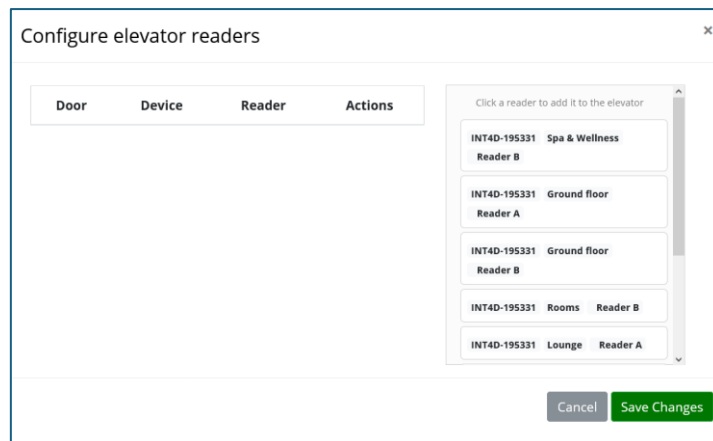 Configure elevator readers ×
Door Device Reader Actions
Click a reader to add it to the elevator
INT4D-195331 Spa & Wellness
Reader B
INT4D-195331 Ground floor
Reader A
INT4D-195331 Ground floor
Reader B
INT4D-195331 Rooms Reader B
INT4D-195331 Lounge Reader A
Cancel Save Changes